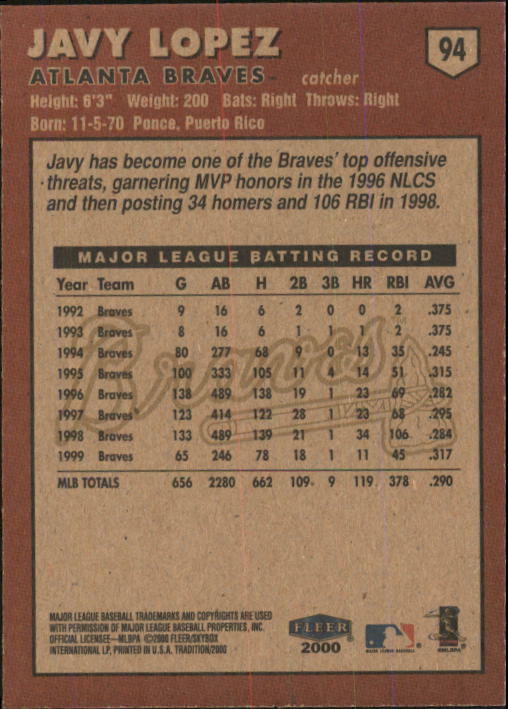 JAVY LOPEZ
94
ATLANTA BRAVES™ catcher
Height: 6'3" Weight: 200 Bats: Right Throws: Right
Born: 11-5-70 Ponce, Puerto Rico
Javy has become one of the Braves' top offensive
threats, garnering MVP honors in the 1996 NLCS
and then posting 34 homers and 106 RBI in 1998.
MAJOR LEAGUE BATTING RECORD
Year Team G AB H 2B 3B HR RBI AVG
1992 Braves 9 16 6 2 0 0 2 .375
1993 Braves 8 16 6 1 1 1 2 .375
1994 Braves 80 277 68 9 0 13 35 .245
1995 Braves 100 333 105 11 4 14 51 .315
1996 Braves 138 489 138 19 1 23 69 .282
1997 Braves 123 414 122 28 1 23 68 .295
1998 Braves 133 489 139 21 1 34 106 .284
1999 Braves 65 246 78 18 1 11 45 .317
MLB TOTALS 656 2280 662 109 9 119 378 .290
Braves
MAJOR LEAGUE BASEBALL TRADEMARKS AND COPYRIGHTS ARE USED
WITH PERMISSION OF MAJOR LEAGUE BASEBALL PROPERTIES, INC.
OFFICIAL LICENSEE—MLBPA ©2000 FLEER/SKYBOX
INTERNATIONAL LP, PRINTED IN U.S.A. TRADITION/2000
FLEER
2000
MAJOR LEAGUE BASEBALL
©MLBPA